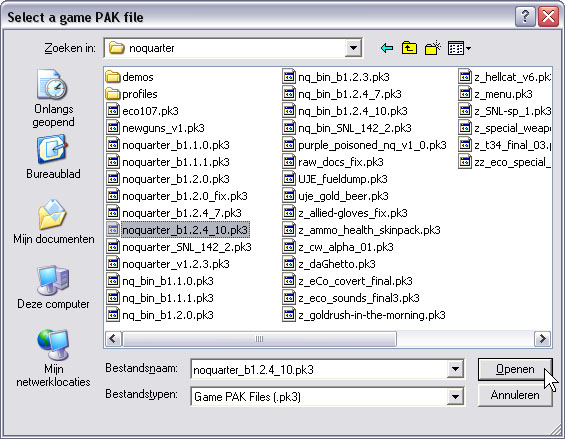 Select a game PAK file
Zoeken in: noquarter
Onlangs geopend
Bureaublad
Mijn documenten
Deze computer
Mijn netwerklocaties
demos
profiles
eco107.pk3
newguns_v1.pk3
noquarter_b1.1.0.pk3
noquarter_b1.1.1.pk3
noquarter_b1.2.0.pk3
noquarter_b1.2.0_fix.pk3
noquarter_b1.2.4_7.pk3
noquarter_b1.2.4_10.pk3
noquarter_SNL_142_2.pk3
noquarter_v1.2.3.pk3
nq_bin_b1.1.0.pk3
nq_bin_b1.1.1.pk3
nq_bin_b1.2.0.pk3
nq_bin_b1.2.3.pk3
nq_bin_b1.2.4_7.pk3
nq_bin_b1.2.4_10.pk3
nq_bin_SNL_142_2.pk3
purple_poisoned_nq_v1_0.pk3
raw_docs_fix.pk3
UJE_fueldump.pk3
uje_gold_beer.pk3
z_allied-gloves_fix.pk3
z_ammo_health_skinpack.pk3
z_cw_alpha_01.pk3
z_daGhetto.pk3
z_eCo_covert_final.pk3
z_eco_sounds_final3.pk3
z_goldrush-in-the-morning.pk3
z_hellcat_v6.pk3
z_menu.pk3
z_SNL-sp_1.pk3
z_special_weap
z_t34_final_03.
zz_eco_special_
Bestandsnaam: noquarter_b1.2.4_10.pk3
Openen
Bestandstypen: Game PAK Files (.pk3)
Annuleren